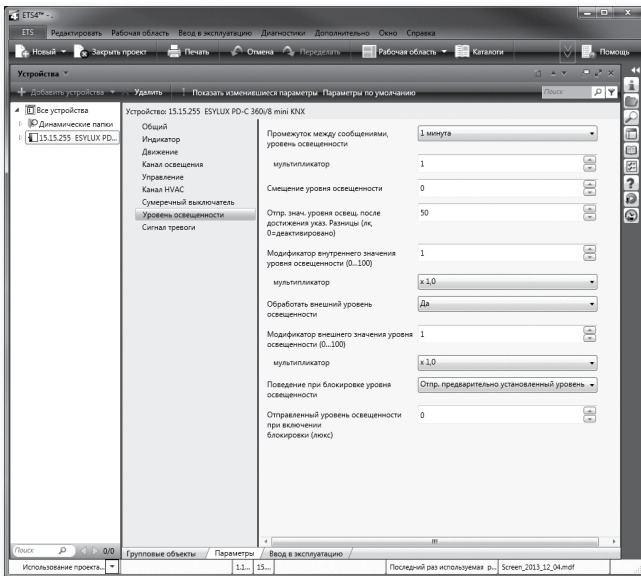 ETS4™ - .
ETS Редактировать Рабочая область Ввод в эксплуатацию Диагностики Дополнительно Окно Справка
Новый Закрыть проект Печать Отмена Переделать Рабочая область Каталоги Помощь
Устройства
Добавить устройства Удалить Показать изменившиеся параметры Параметры по умолчанию Поиск
Все устройства
Динамические папки
15.15.255 ESYLUX PD...
Устройство: 15.15.255 ESYLUX PD-C 360i/8 mini KNX
Общий
Индикатор
Движение
Канал освещения
Управление
Канал HVAC
Сумеречный выключатель
Уровень освещенности
Сигнал тревоги
Промежуток между сообщениями, уровень освещенности 1 минута
мультипликатор 1
Смещение уровня освещенности 0
Отпр. знач. уровня освещ. после достижения указ. Разницы (лк, 0=деактивировано) 50
Модификатор внутреннего значения уровня освещенности (0...100) 1
мультипликатор x 1,0
Обработать внешний уровень освещенности Да
Модификатор внешнего значения уровня освещенности (0...100) 1
мультипликатор x 1,0
Поведение при блокировке уровня освещенности Отпр. предварительно установленный уровень
Отправленный уровень освещенности при включении блокировки (люкс) 0
Поиск 0/0
Групповые объекты Параметры Ввод в эксплуатацию
Использование проекта... 1.1... 15.... Последний раз используемая р... Screen_2013_12_04.mdf